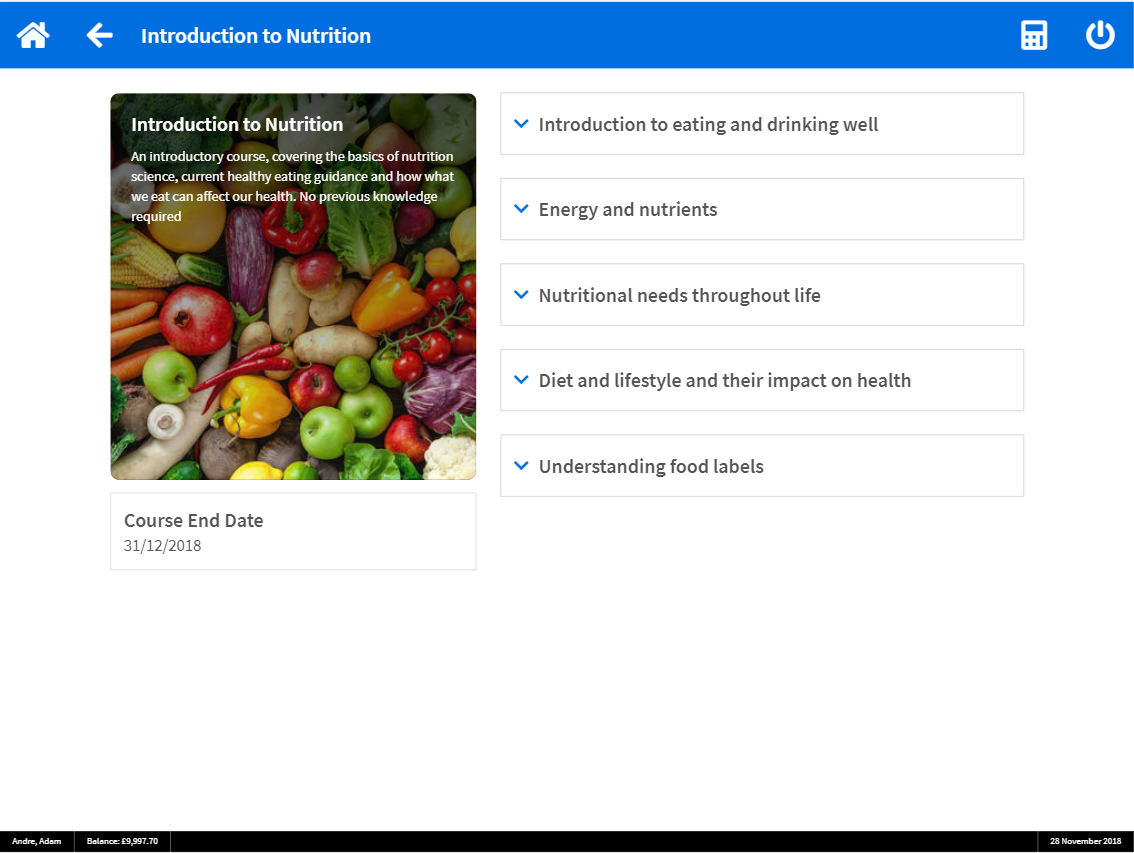 Introduction to Nutrition
Introduction to Nutrition
An introductory course, covering the basics of nutrition
science, current healthy eating guidance and how what
we eat can affect our health. No previous knowledge
required
Course End Date
31/12/2018
Introduction to eating and drinking well
Energy and nutrients
Nutritional needs throughout life
Diet and lifestyle and their impact on health
Understanding food labels
Andre, Adam
Balance: £9,997.70
28 November 2018